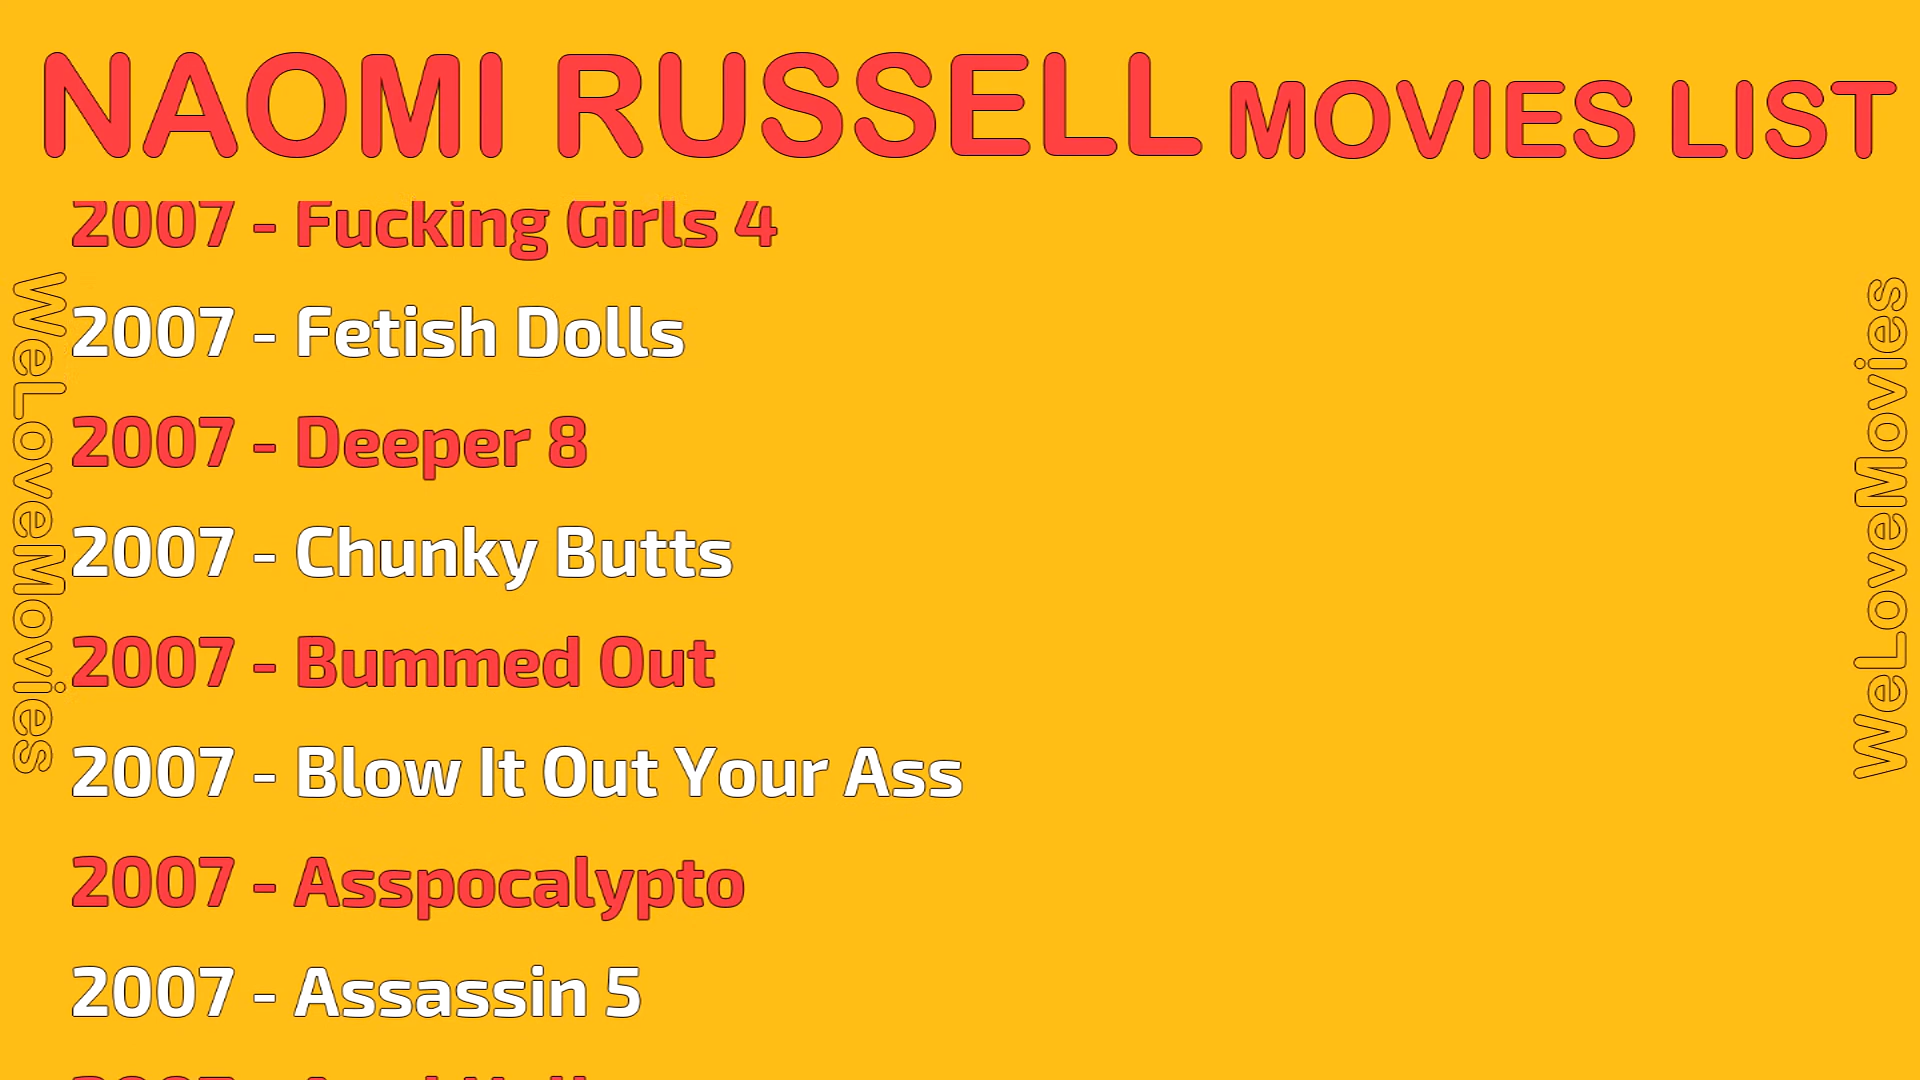 NAOMI RUSSELL MOVIES LIST
2007 - Fucking Girls 4
2007 - Fetish Dolls
2007 - Deeper 8
2007 - Chunky Butts
2007 - Bummed Out
2007 - Blow It Out Your Ass
2007 - Asspocalypto
2007 - Assassin 5
WeLoveMovies
WeLoveMovies